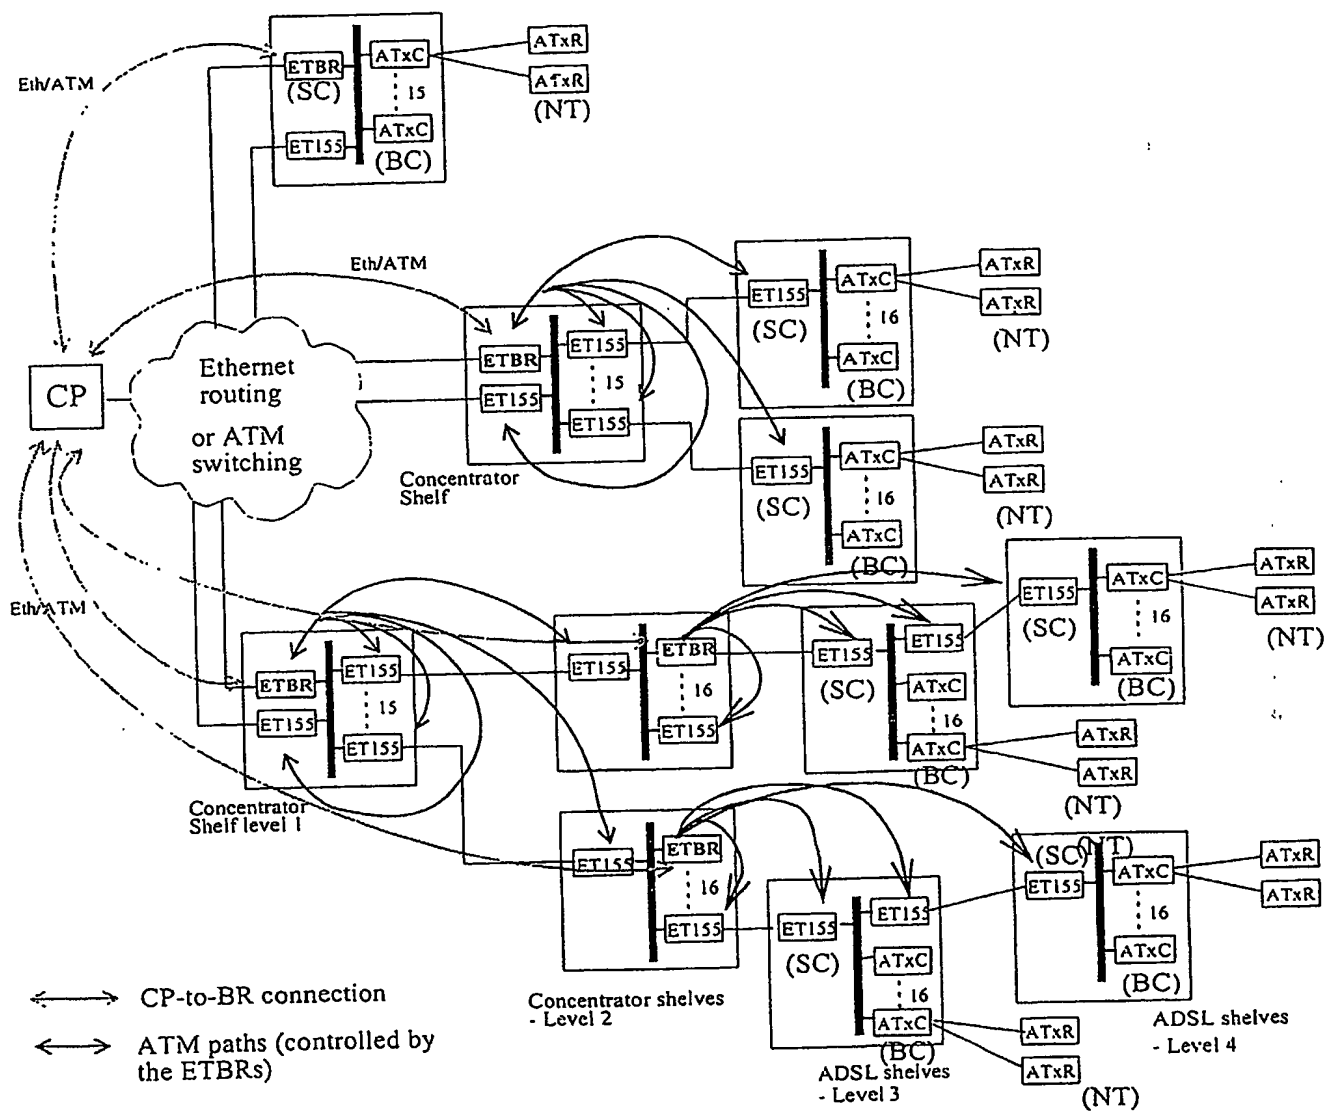 ATxR
ETBR
ATxC
Eth/ATM
(SC)
15
ATxR
(NT)
ET155
ATxC
(BC)
Eth/ATM
ET155
(SC)
ATxC
16
ATxC
(BC)
ATxR
ATxR
(NT)
CP
Ethernet
routing
or ATM
switching
ETBR
ET155
ET155
15
ET155
Concentrator
Shelf
ET155
(SC)
ATxC
16
ATxC
(BC)
ATxR
ATxR
(NT)
ET155
(SC)
ATxC
16
ATxC
(BC)
ATxR
ATxR
(NT)
Eth/ATM
ETBR
ET155
ET155
15
ET155
Concentrator
Shelf level 1
ET155
ETBR
16
ET155
ET155
(SC)
ET155
ATxC
16
ATxC
(BC)
ATxR
ATxR
(NT)
ET155
ETBR
16
ET155
Concentrator shelves
- Level 2
ET155
(SC)
ET155
ATxC
16
ATxC
(BC)
ATxR
ATxR
(NT)
ADSL shelves
- Level 3
(SC)
(NT)
ET155
ATxC
16
ATxC
(BC)
ATxR
ATxR
ADSL shelves
- Level 4
CP-to-BR connection
ATM paths (controlled by
the ETBRs)